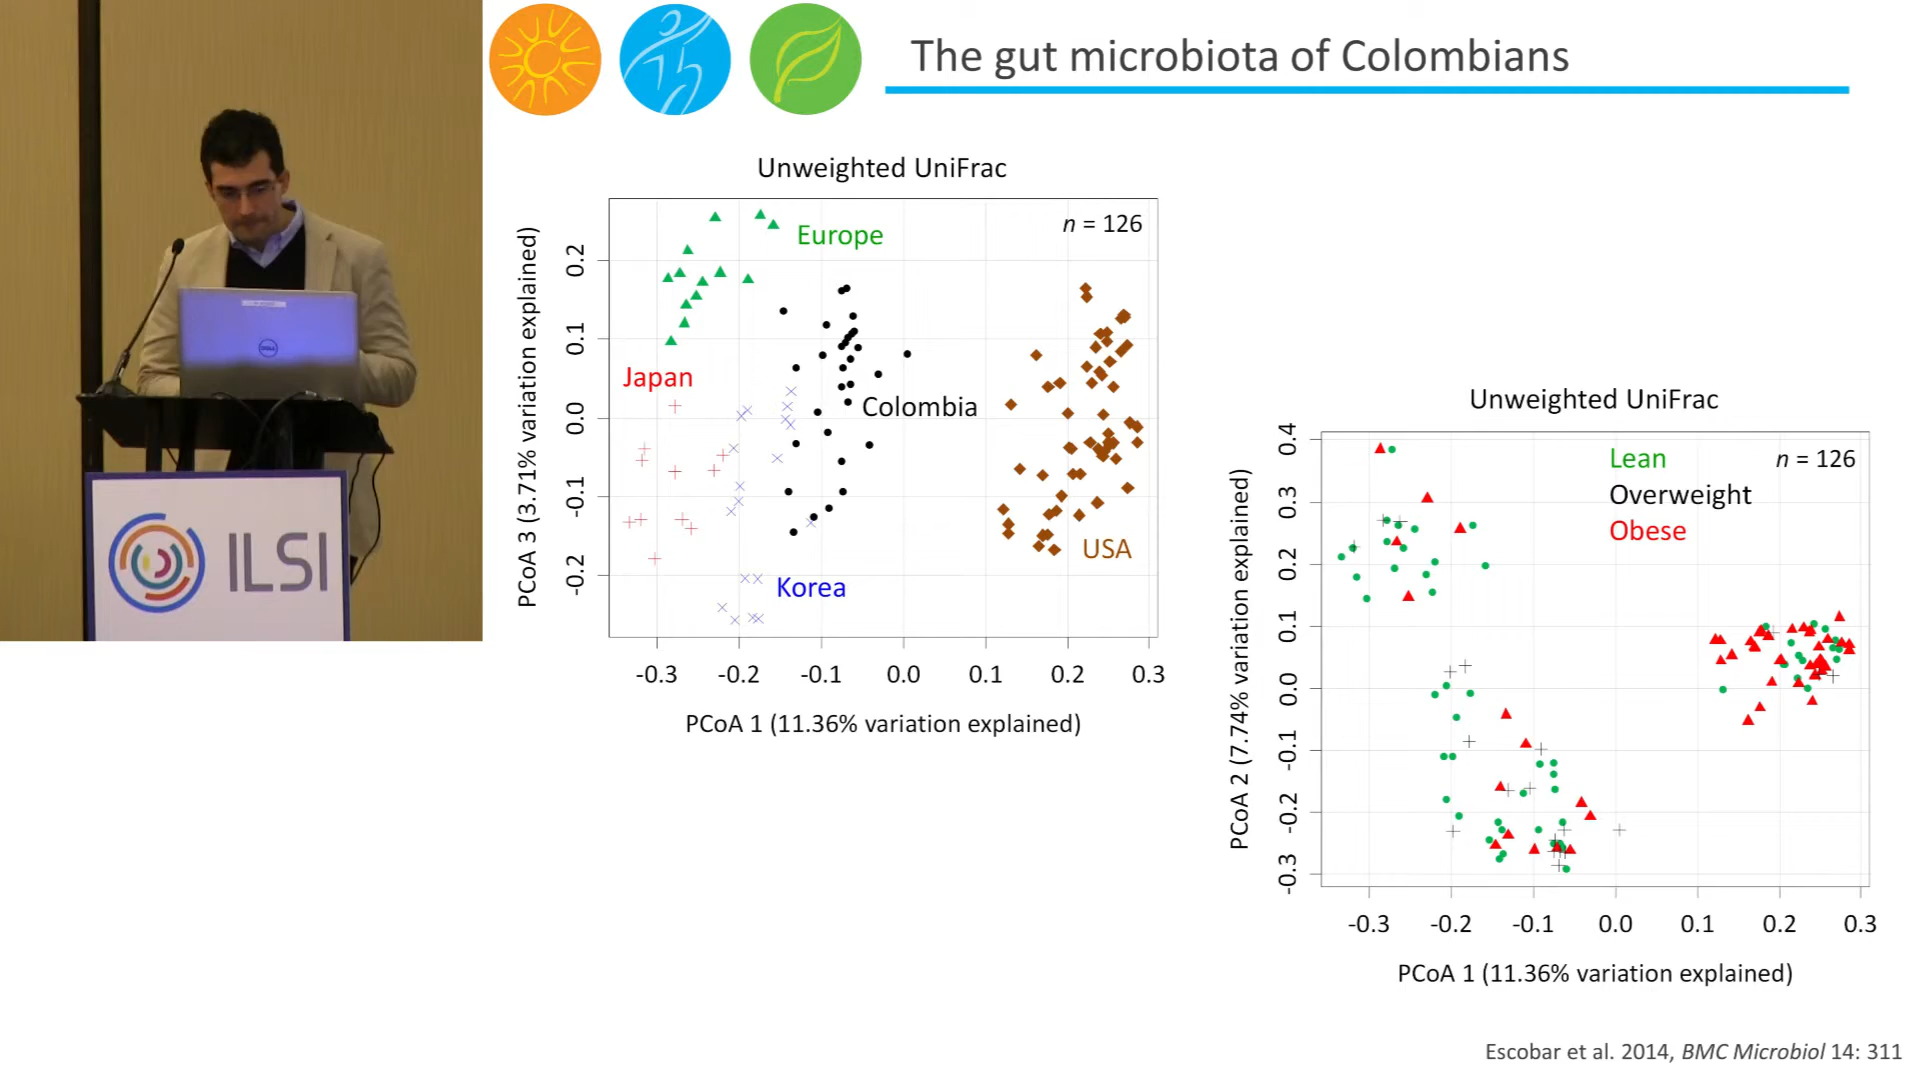 The gut microbiota of Colombians
Unweighted UniFrac
n = 126
Europe
Japan
Colombia
USA
Korea
PCoA 3 (3.71% variation explained)
0.2
0.1
0.0
-0.1
-0.2
-0.3 -0.2 -0.1 0.0 0.1 0.2 0.3
PCoA 1 (11.36% variation explained)
Unweighted UniFrac
Lean
n = 126
Overweight
Obese
PCoA 2 (7.74% variation explained)
0.4
0.3
0.2
0.1
0.0
-0.1
-0.2
-0.3
-0.3 -0.2 -0.1 0.0 0.1 0.2 0.3
PCoA 1 (11.36% variation explained)
Escobar et al. 2014, BMC Microbiol 14: 311
DELL
ILSI